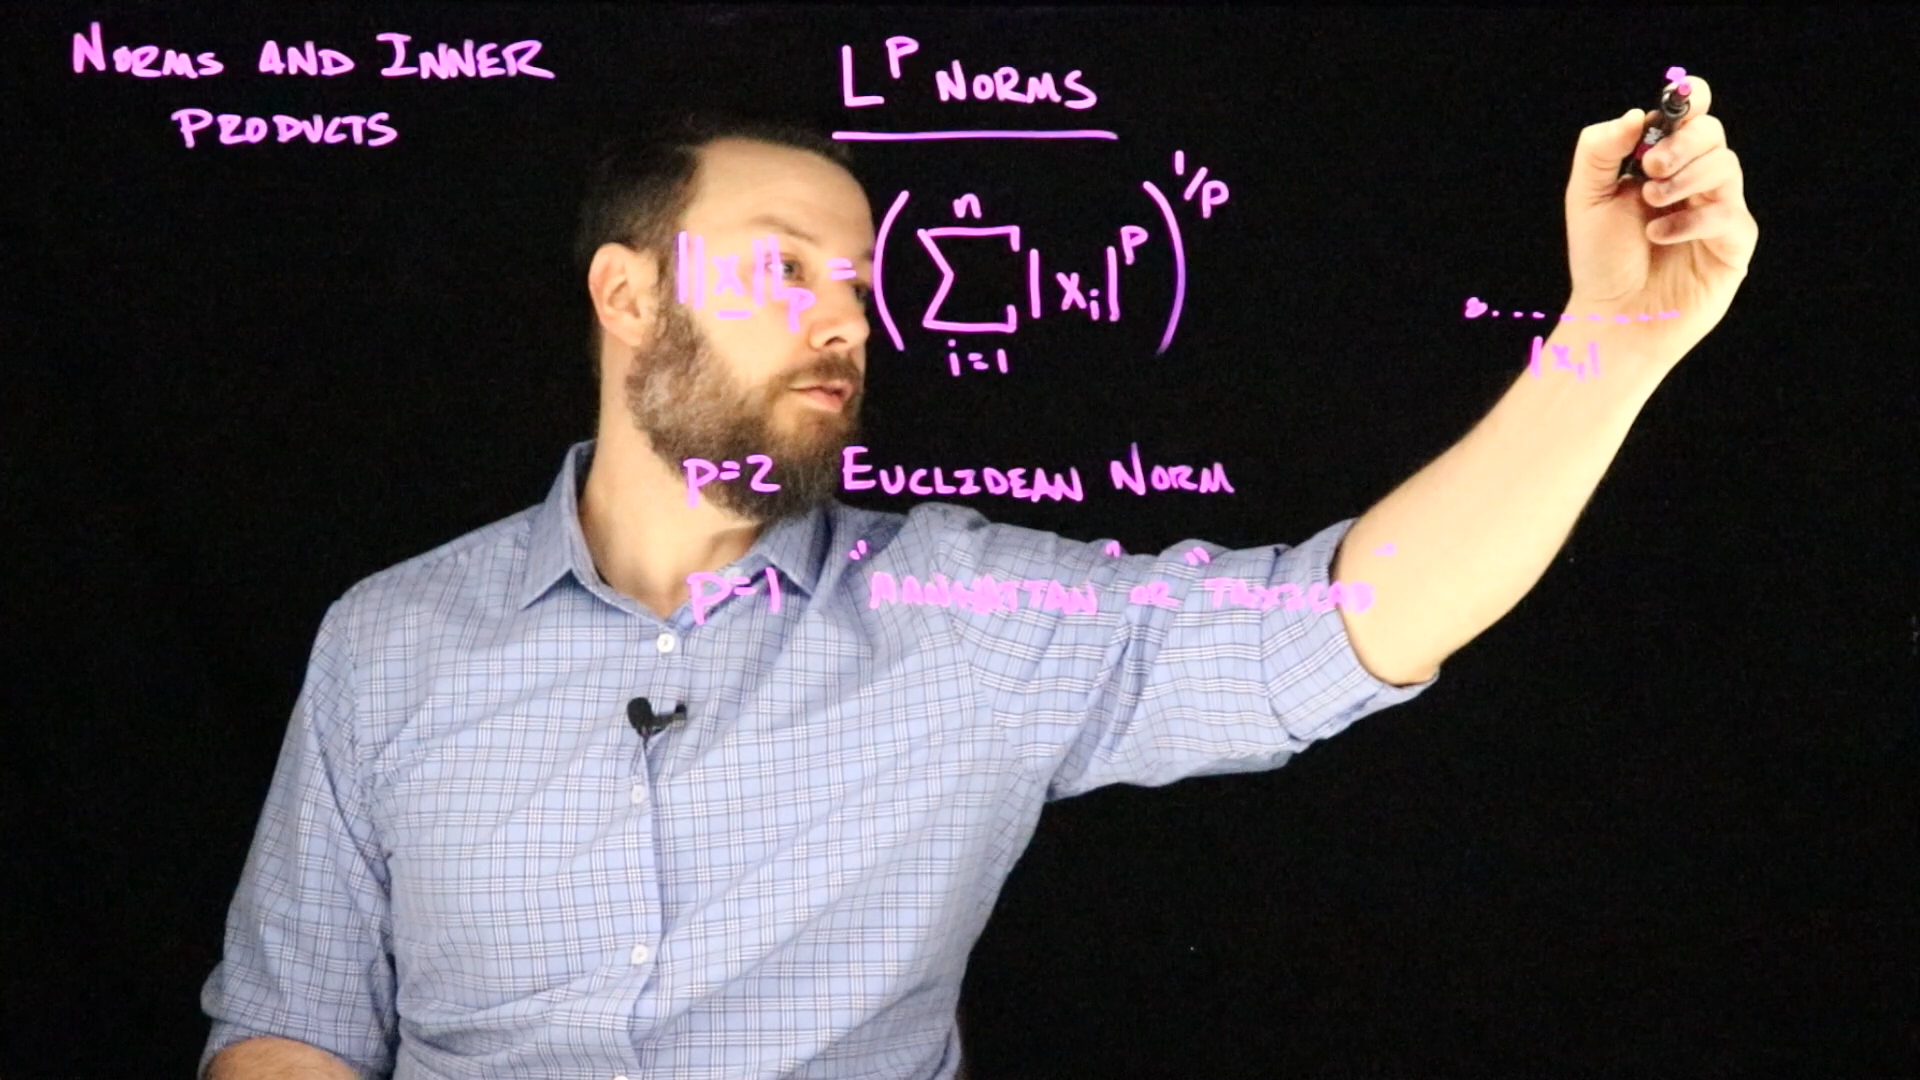 NORMS AND INNER
PRODUCTS
Lᵖ NORMS
||x||ₚ = ( Σ |xᵢ|ᵖ )^1/p
n
i=1
p=2 EUCLIDEAN NORM
p=1 "MANHATTAN" OR "TAXICAB"
|x₁|